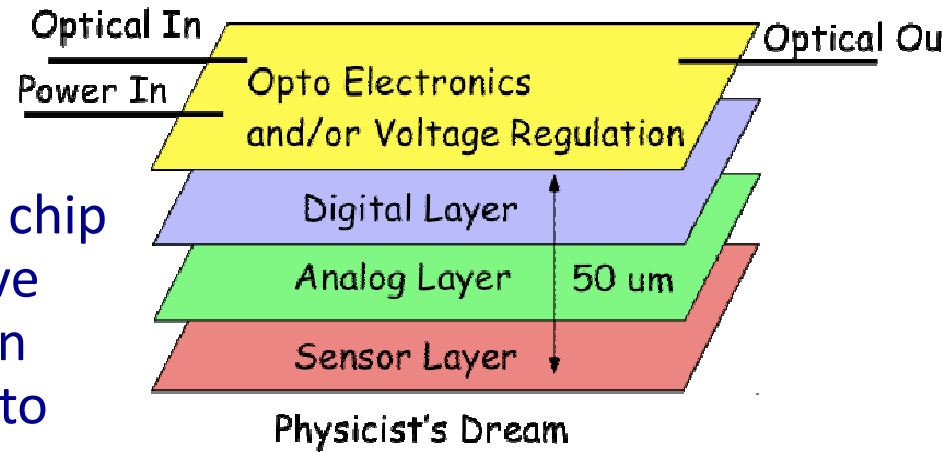 Optical In
Optical Ou
Power In
Opto Electronics
and/or Voltage Regulation
chip
Digital Layer
ve
Analog Layer
50 um
n
Sensor Layer
to
Physicist's Dream